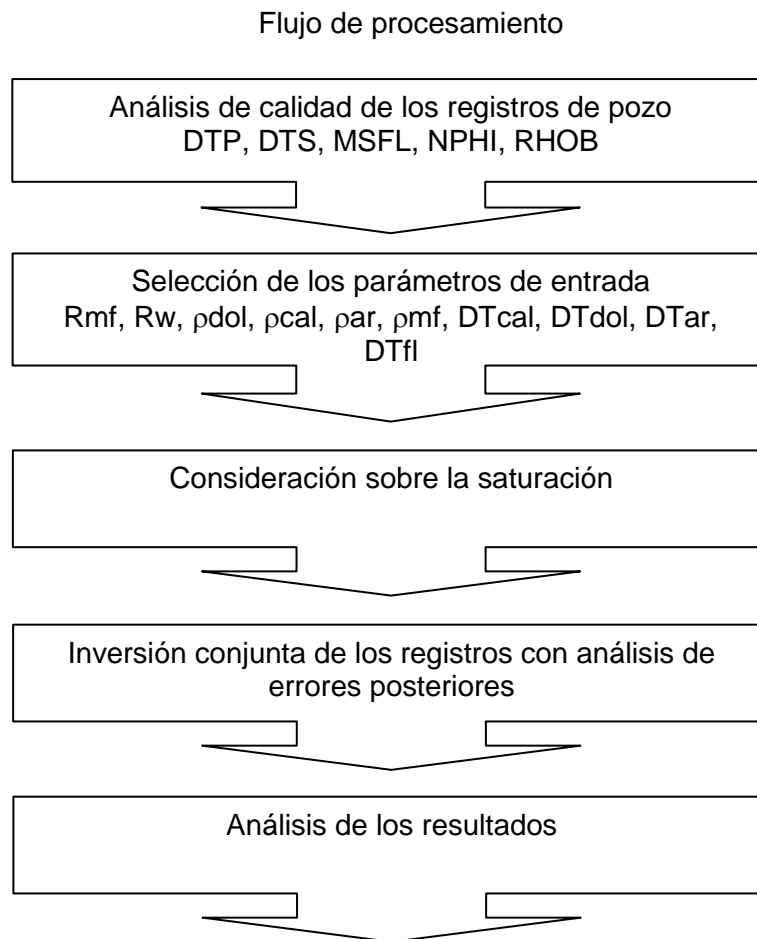 Flujo de procesamiento
Análisis de calidad de los registros de pozo
DTP, DTS, MSFL, NPHI, RHOB
Selección de los parámetros de entrada
Rmf, Rw, ρdol, ρcal, ρar, ρmf, DTcal, DTdol, DTar,
DTfl
Consideración sobre la saturación
Inversión conjunta de los registros con análisis de
errores posteriores
Análisis de los resultados